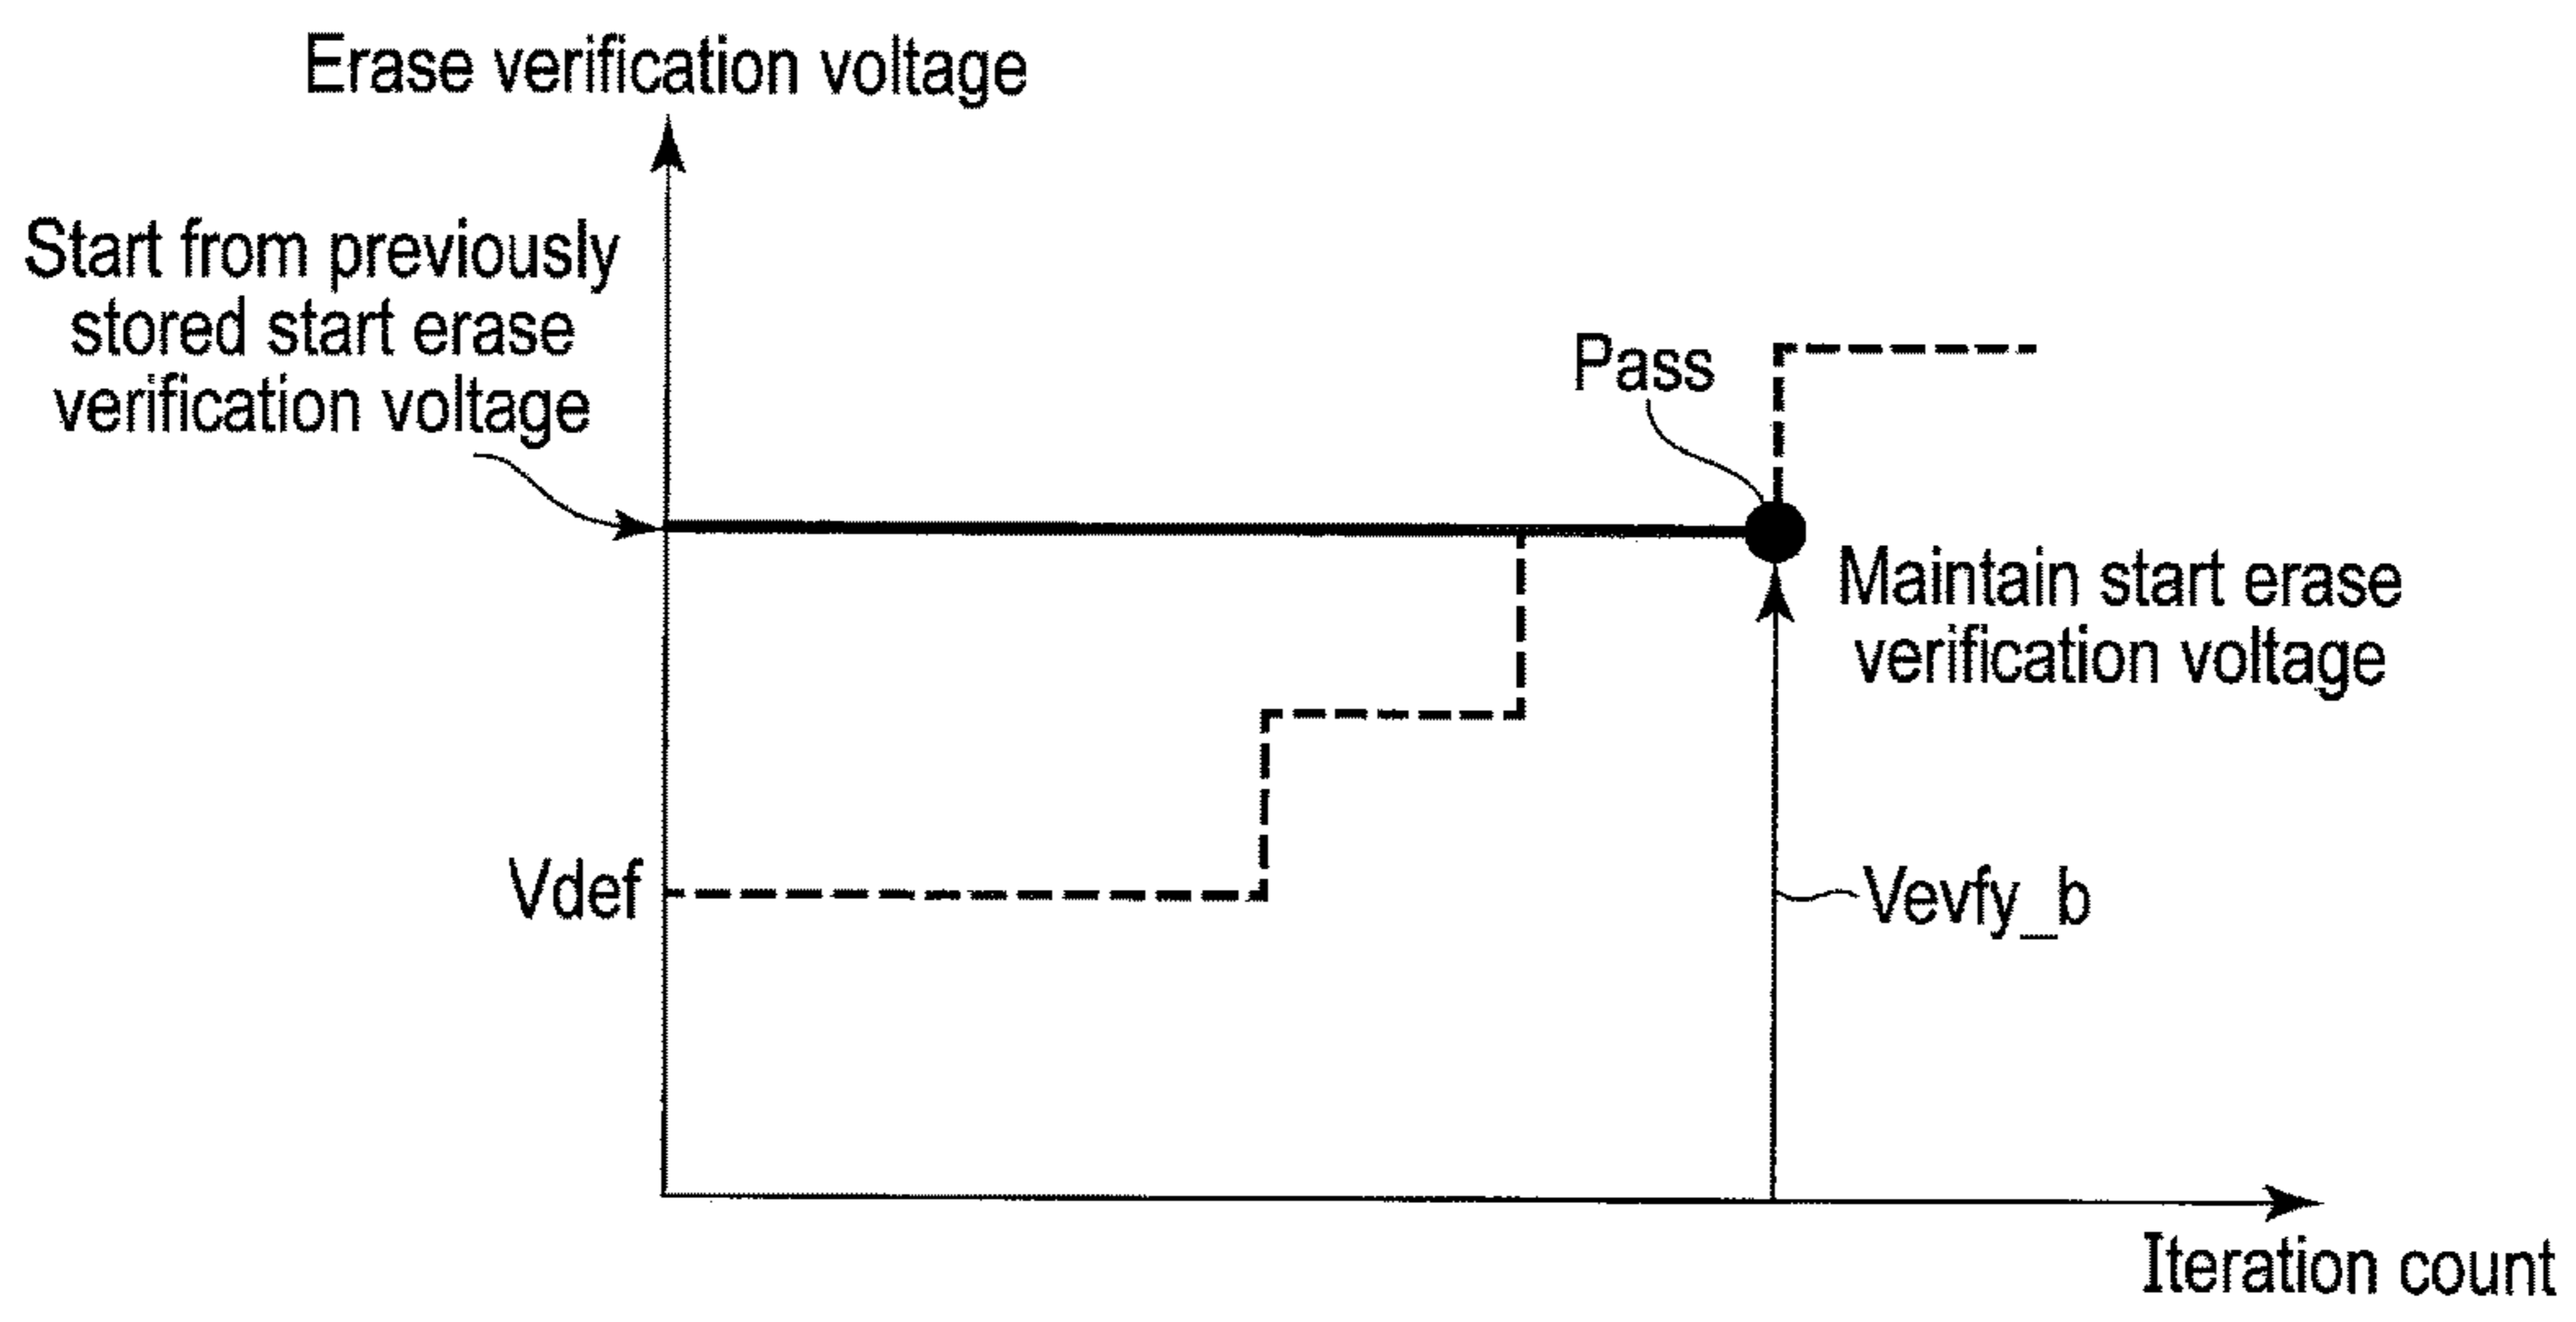 Erase verification voltage
Start from previously
stored start erase
verification voltage
Pass
Maintain start erase
verification voltage
Vdef
Vevfy_b
Iteration count